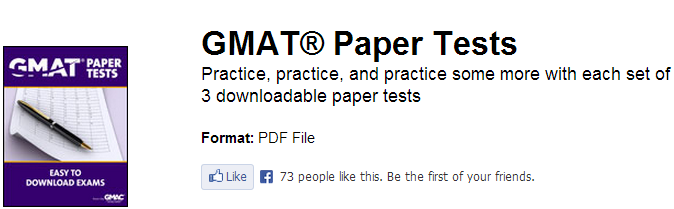 GMAT® Paper Tests
Practice, practice, and practice some more with each set of
3 downloadable paper tests
Format: PDF File
Like
73 people like this. Be the first of your friends.
GMAT® PAPER
TESTS
EASY TO
DOWNLOAD EXAMS
GMAC